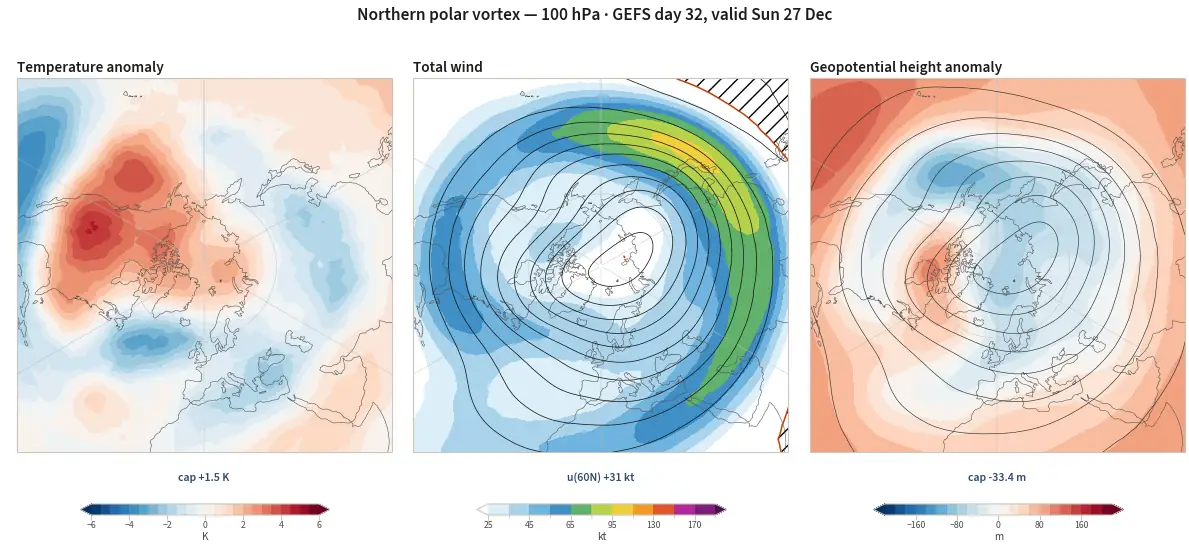 Northern polar vortex — 100 hPa · GEFS day 32, valid Sun 27 Dec
Temperature anomaly
Total wind
Geopotential height anomaly
cap +1.5 K
u(60N) +31 kt
cap -33.4 m
−6 −4 −2 0 2 4 6
K
25 45 65 95 130 170
kt
−160 −80 0 80 160
m